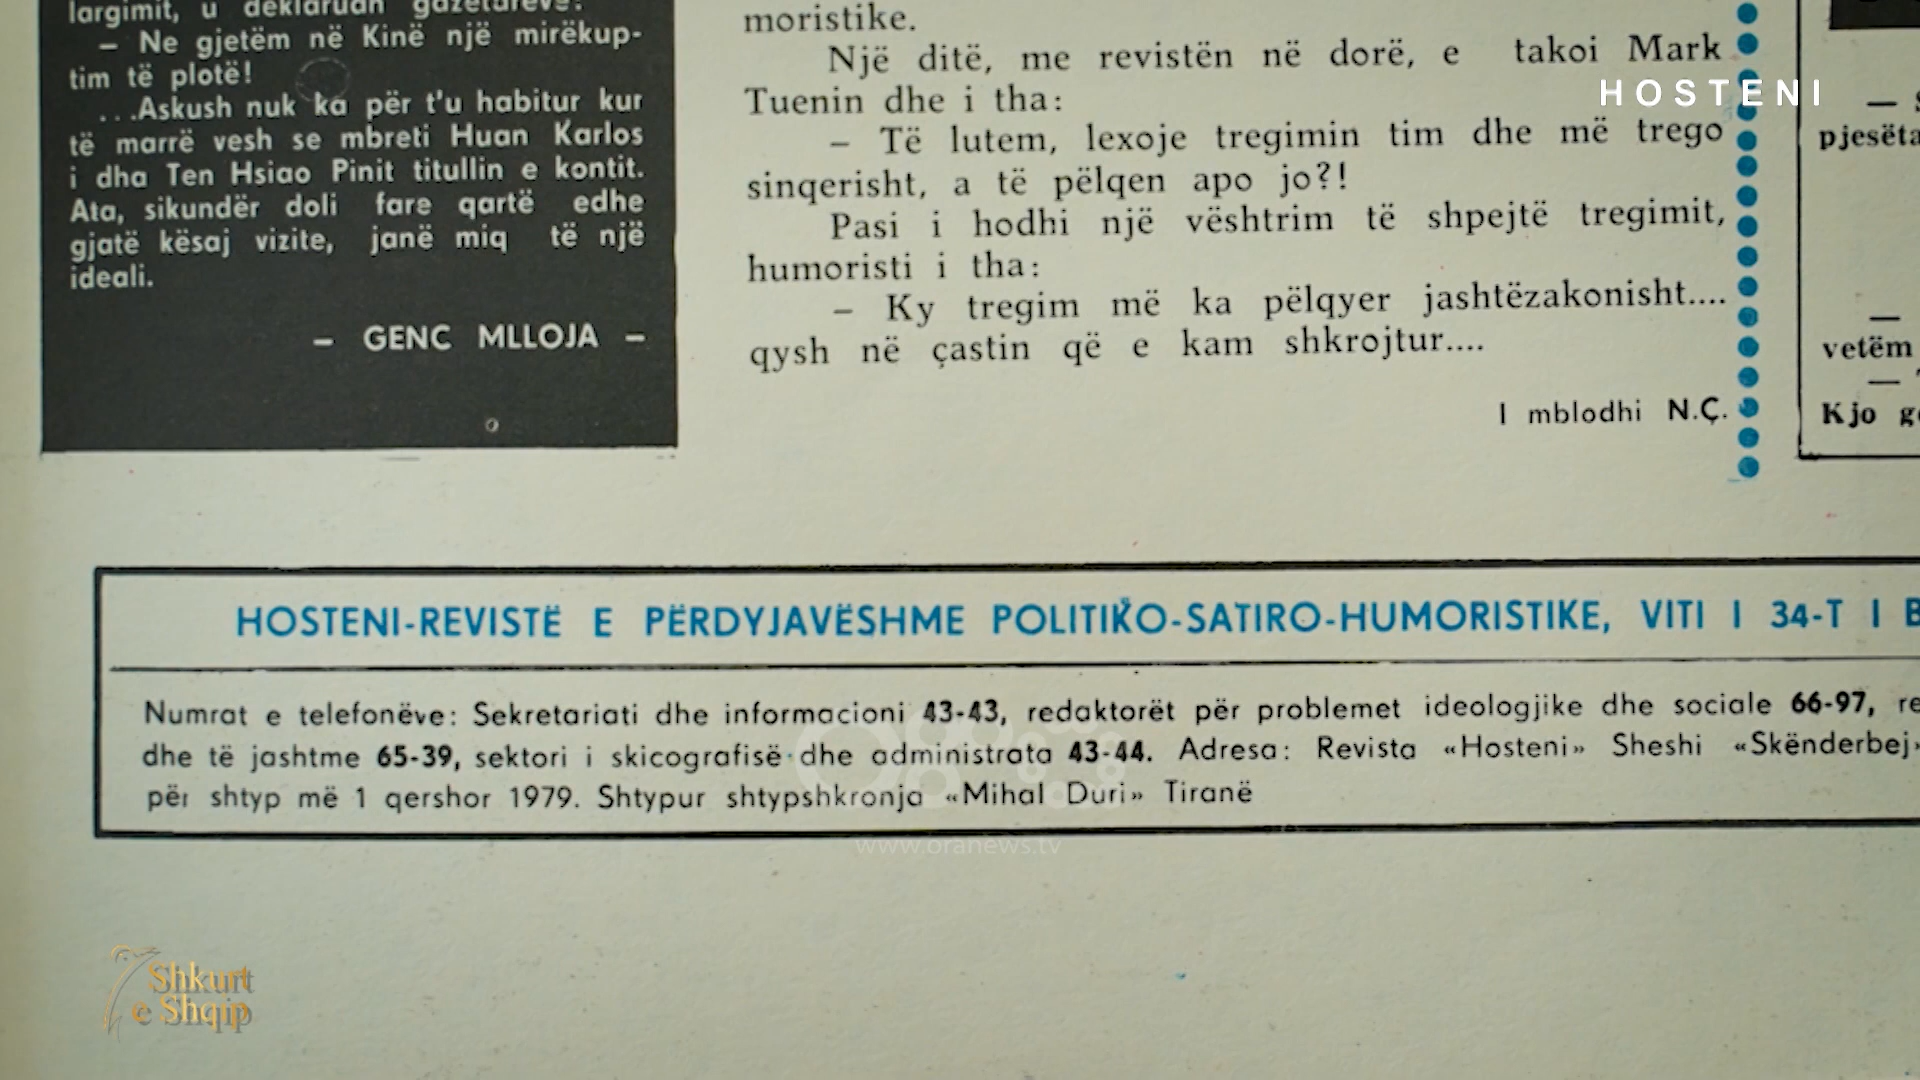 largimit, u deklaruan gazetarëve:
– Ne gjetëm në Kinë një mirëkup-
tim të plotë!
...Askush nuk ka për t'u habitur kur
të marrë vesh se mbreti Huan Karlos
i dha Ten Hsiao Pinit titullin e kontit.
Ata, sikundër doli fare qartë edhe
gjatë kësaj vizite, janë miq të një
ideali.
– GENC MLLOJA –
moristike.
Një ditë, me revistën në dorë, e takoi Mark
Tuenin dhe i tha:
– Të lutem, lexoje tregimin tim dhe më trego
sinqerisht, a të pëlqen apo jo?!
Pasi i hodhi një vështrim të shpejtë tregimit,
humoristi i tha:
– Ky tregim më ka pëlqyer jashtëzakonisht....
qysh në çastin që e kam shkrojtur....
I mblodhi N.Ç.
HOSTENI
—
pjesëta
—
vetëm
—
Kjo
HOSTENI-REVISTË E PËRDYJAVËSHME POLITIKO-SATIRO-HUMORISTIKE, VITI I 34-T I
Numrat e telefonëve: Sekretariati dhe informacioni 43-43, redaktorët për problemet ideologjike dhe sociale 66-97, re
dhe të jashtme 65-39, sektori i skicografisë dhe administrata 43-44. Adresa: Revista «Hosteni» Sheshi «Skënderbej»
për shtyp më 1 qershor 1979. Shtypur shtypshkronja «Mihal Duri» Tiranë
www.oranews.tv
Shkurt
e Shqip